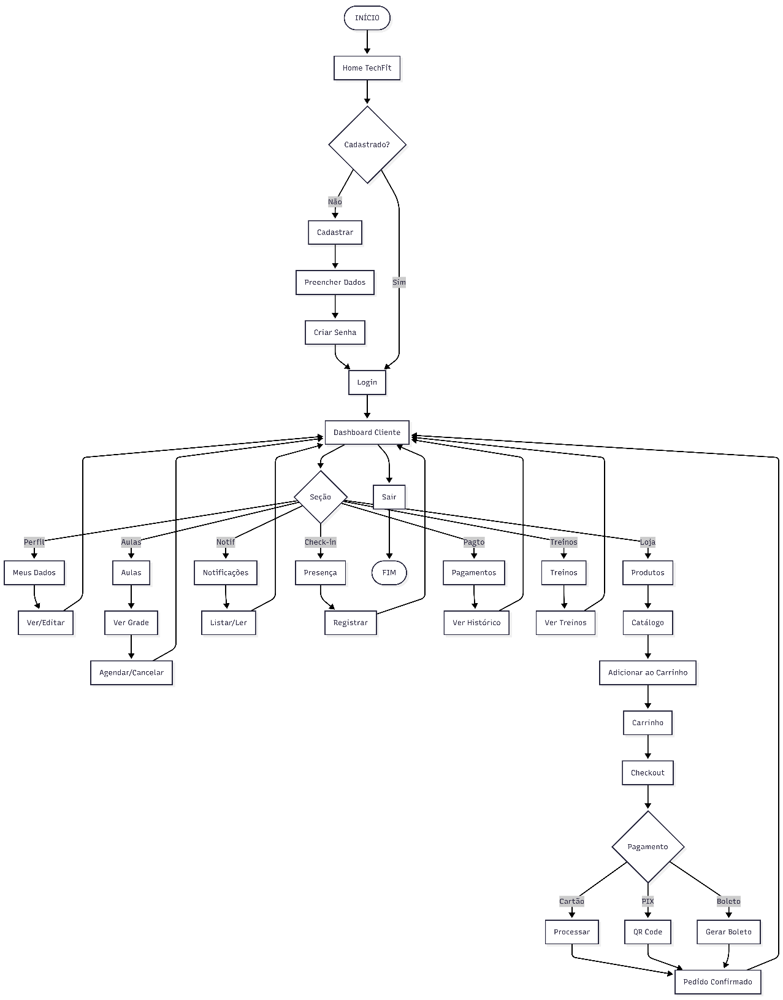 INÍCIO
Home TechFit
Cadastrado?
Não
Cadastrar
Sim
Preencher Dados
Criar Senha
Login
Dashboard Cliente
Seção
Sair
Perfil
Aulas
Notif
Check-in
Pagto
Treinos
Loja
Meus Dados
Aulas
Notificações
Presença
FIM
Pagamentos
Treinos
Produtos
Ver/Editar
Ver Grade
Listar/Ler
Registrar
Ver Histórico
Ver Treinos
Catálogo
Agendar/Cancelar
Adicionar ao Carrinho
Carrinho
Checkout
Pagamento
Cartão
PIX
Boleto
Processar
QR Code
Gerar Boleto
Pedido Confirmado